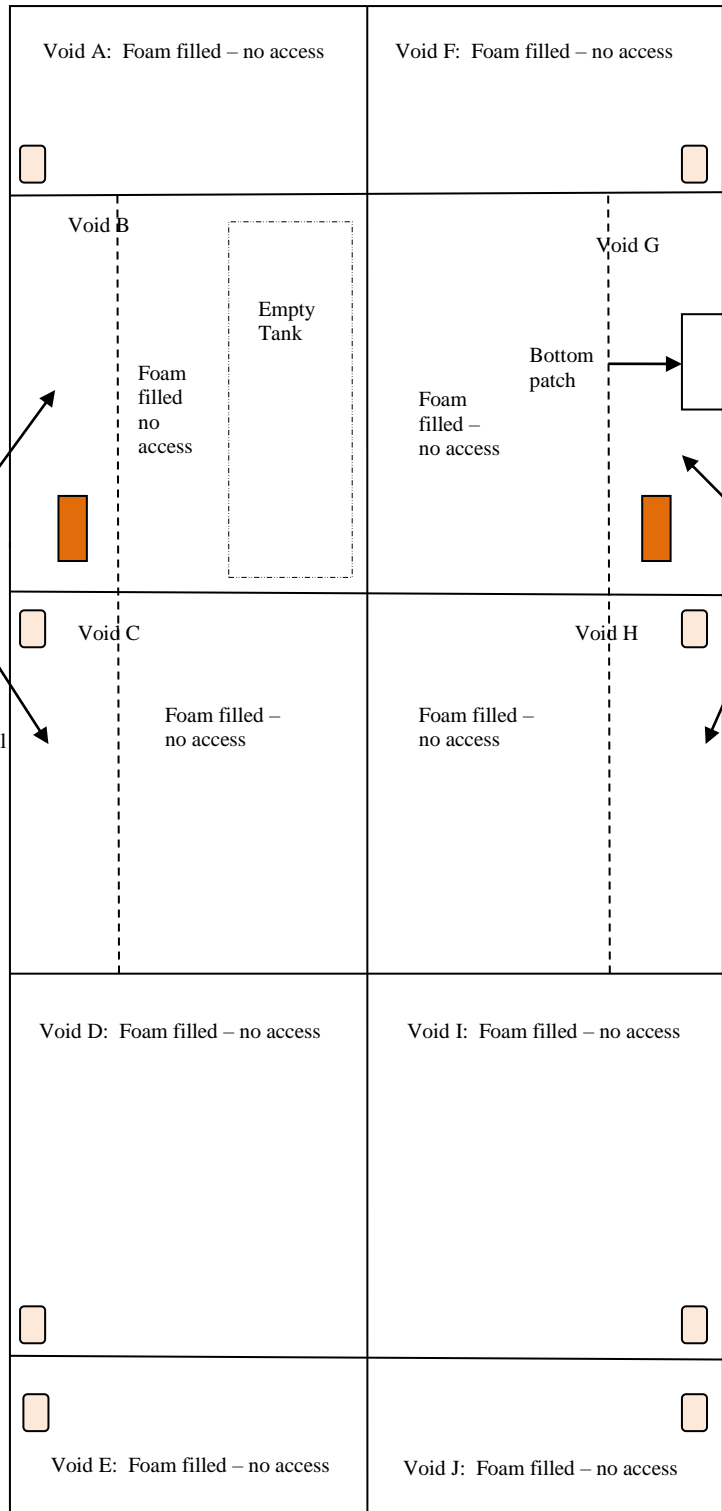 Void A: Foam filled – no access
Void F: Foam filled – no access
Void B
Void G
Empty
Tank
Bottom
patch
Foam
filled
no
access
Foam
filled –
no access
Void C
Void H
Foam filled –
no access
Foam filled –
no access
Void D: Foam filled – no access
Void I: Foam filled – no access
Void E: Foam filled – no access
Void J: Foam filled – no access